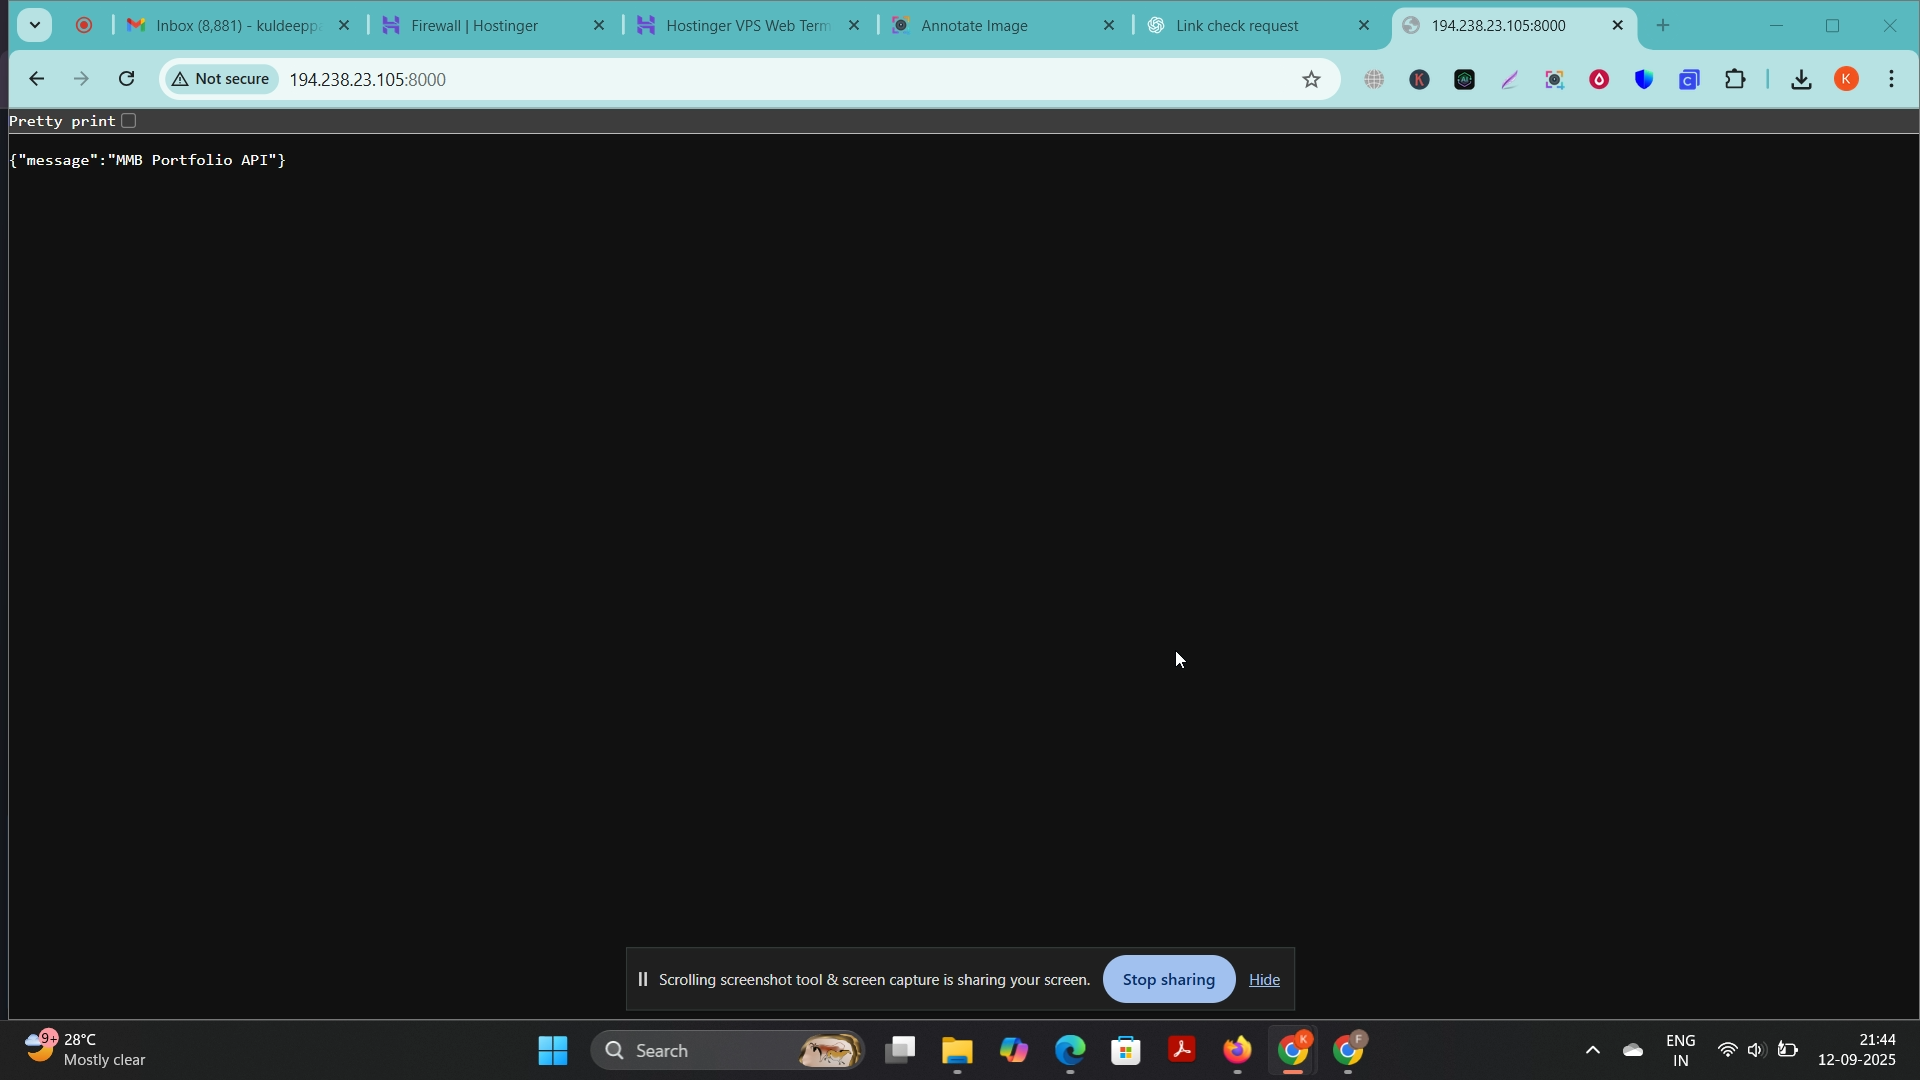 Inbox (8,881) - kuldeeppa
Firewall | Hostinger
Hostinger VPS Web Term
Annotate Image
Link check request
194.238.23.105:8000
Not secure
194.238.23.105:8000
K
AI
C
K
Pretty print
{"message":"MMB Portfolio API"}
Scrolling screenshot tool & screen capture is sharing your screen.
Stop sharing
Hide
9+
28°C
Mostly clear
Search
K
F
ENG
IN
21:44
12-09-2025